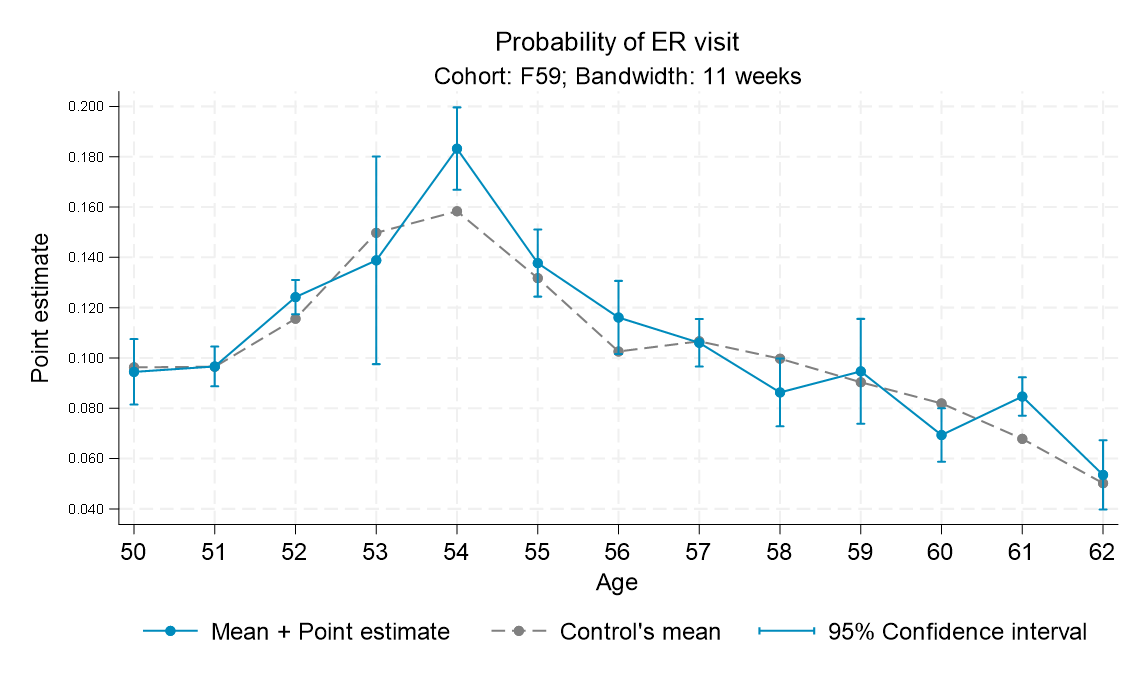 Probability of ER visit
Cohort: F59; Bandwidth: 11 weeks
Point estimate
0.200
0.180
0.160
0.140
0.120
0.100
0.080
0.060
0.040
50 51 52 53 54 55 56 57 58 59 60 61 62
Age
Mean + Point estimate Control's mean 95% Confidence interval